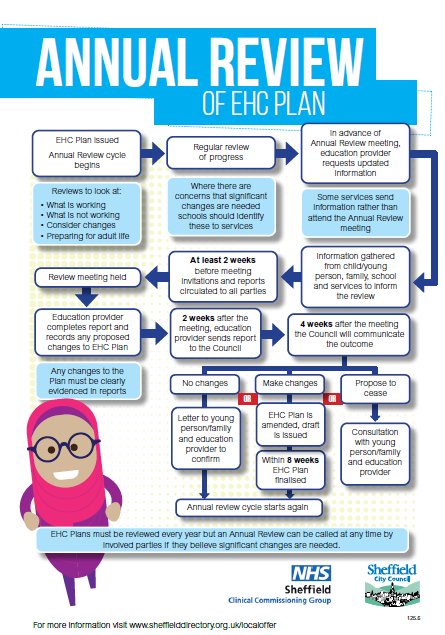 ANNUAL REVIEW
OF EHC PLAN
EHC Plan issued
Annual Review cycle
begins
Regular review
of progress
In advance of
Annual Review meeting,
education provider
requests updated
information
Reviews to look at:
• What is working
• What is not working
• Consider changes
• Preparing for adult life
Where there are
concerns that significant
changes are needed
schools should identify
these to services
Some services send
information rather than
attend the Annual Review
meeting
Information gathered
from child/young
person, family, school
and services to inform
the review
At least 2 weeks
before meeting
invitations and reports
circulated to all parties
Review meeting held
Education provider
completes report and
records any proposed
changes to EHC Plan
2 weeks after the
meeting, education
provider sends report
to the Council
4 weeks after the meeting
the Council will communicate
the outcome
Any changes to the
Plan must be clearly
evidenced in reports
No changes
OR
Make changes
OR
Propose to
cease
Letter to young
person/family
and education
provider to
confirm
EHC Plan is
amended, draft
is issued
Within 8 weeks
EHC Plan
finalised
Consultation
with young
person/family
and education
provider
Annual review cycle starts again
EHC Plans must be reviewed every year but an Annual Review can be called at any time by
involved parties if they believe significant changes are needed.
NHS
Sheffield
Clinical Commissioning Group
Sheffield
City Council
125.6
For more information visit www.sheffielddirectory.org.uk/localoffer